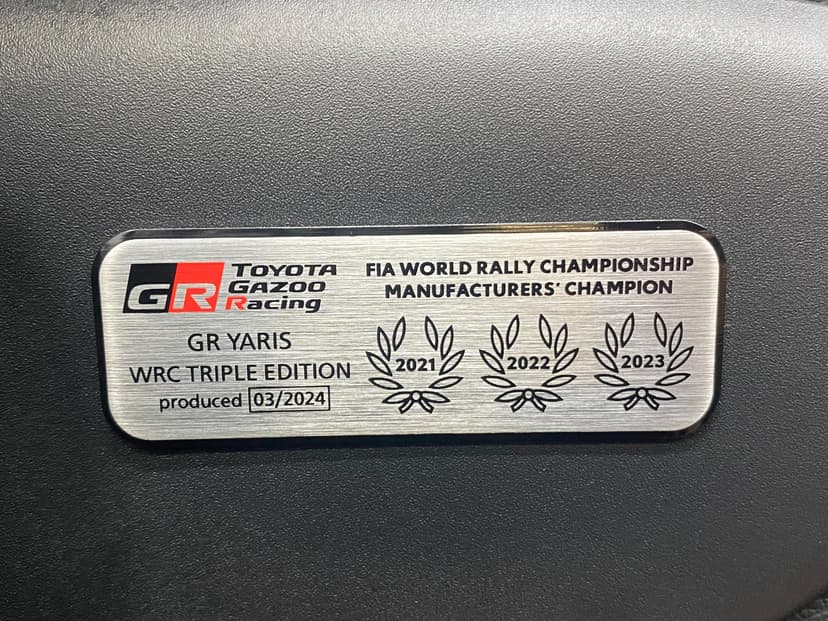 GR TOYOTA
GAZOO
Racing
GR YARIS
WRC TRIPLE EDITION
produced 03/2024
FIA WORLD RALLY CHAMPIONSHIP
MANUFACTURERS' CHAMPION
2021 2022 2023